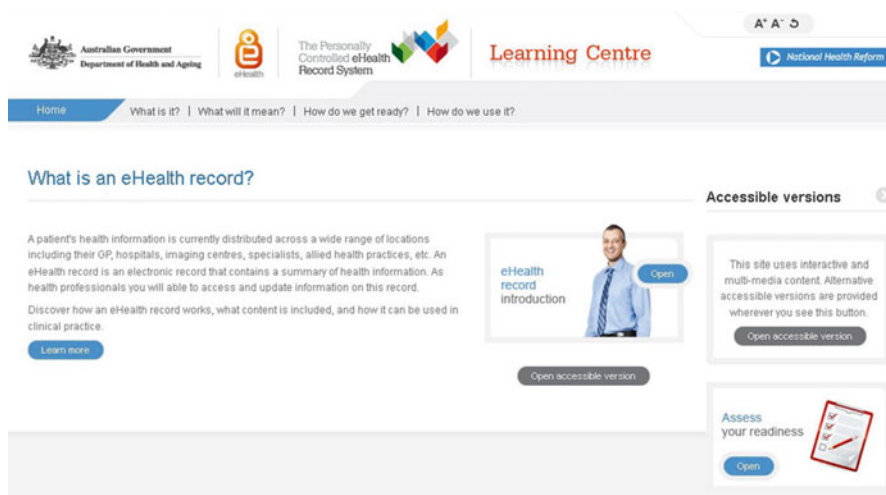 A+ A-
Australian Government
Department of Health and Ageing
eHealth
The Personally
Controlled eHealth
Record System
Learning Centre
National Health Reform
Home
What is it? | What will it mean? | How do we get ready? | How do we use it?
What is an eHealth record?
A patient's health information is currently distributed across a wide range of locations
including their GP, hospitals, imaging centres, specialists, allied health practices, etc. An
eHealth record is an electronic record that contains a summary of health information. As
health professionals you will able to access and update information on this record.
Discover how an eHealth record works, what content is included, and how it can be used in
clinical practice.
Learn more
eHealth
record
introduction
Open
Open accessible version
Accessible versions
This site uses interactive and
multi-media content. Alternative
accessible versions are provided
wherever you see this button.
Open accessible version
Assess
your readiness
Open